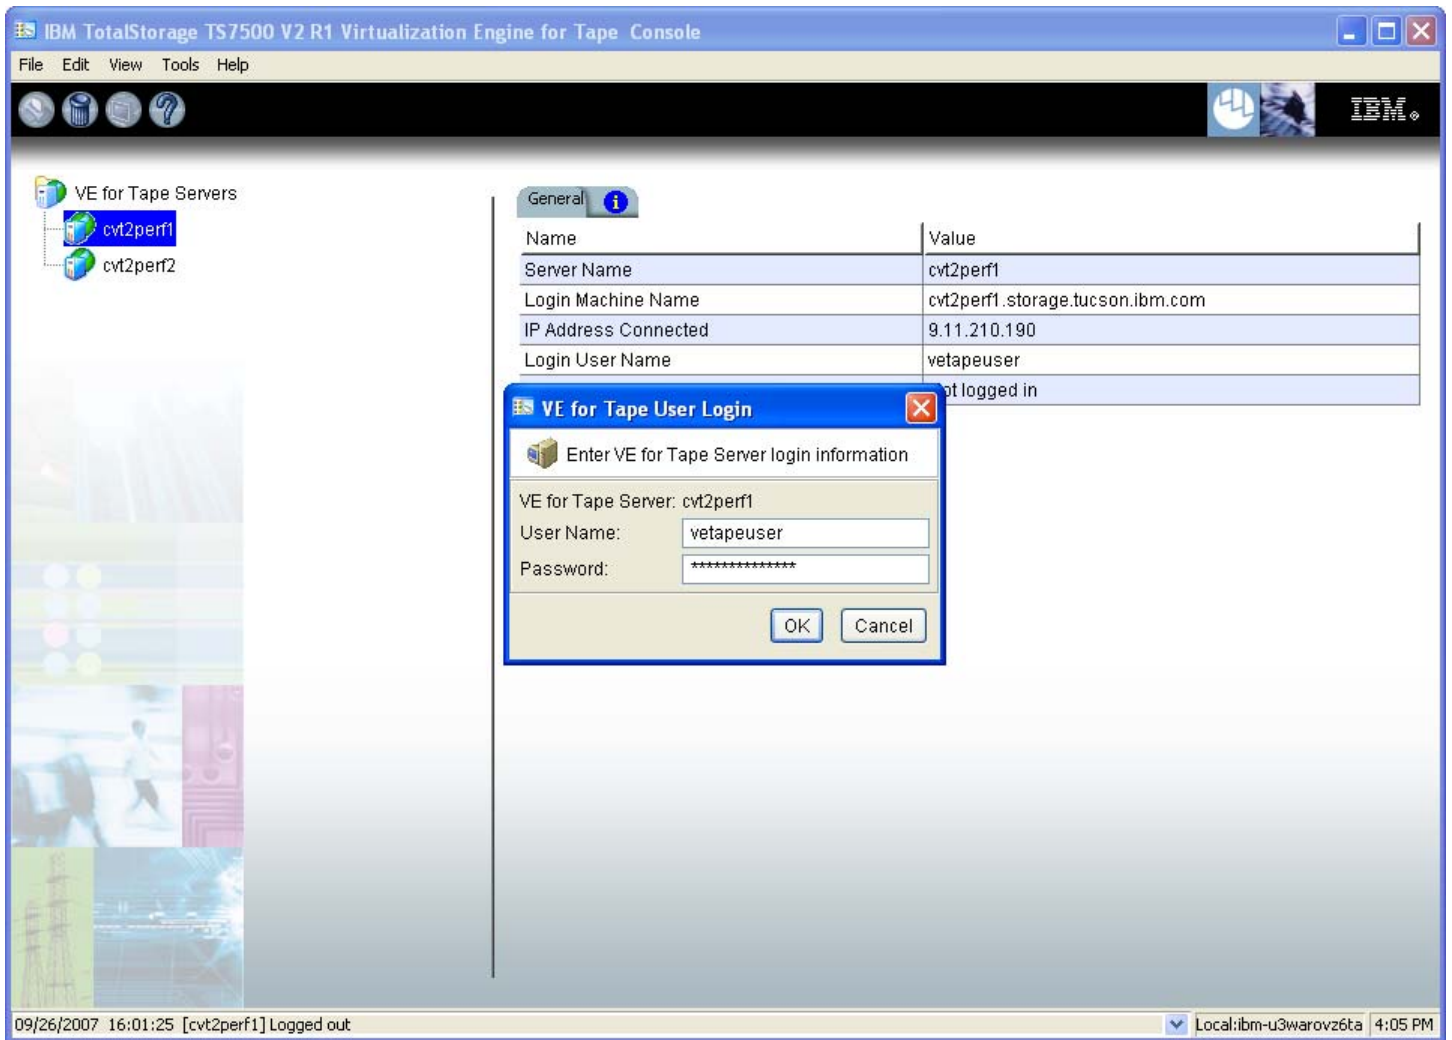 IBM TotalStorage TS7500 V2 R1 Virtualization Engine for Tape Console
File Edit View Tools Help
IBM
VE for Tape Servers
cvt2perf1
cvt2perf2
General
Name Value
Server Name cvt2perf1
Login Machine Name cvt2perf1.storage.tucson.ibm.com
IP Address Connected 9.11.210.190
Login User Name vetapeuser
ot logged in
VE for Tape User Login
Enter VE for Tape Server login information
VE for Tape Server: cvt2perf1
User Name: vetapeuser
Password: **************
OK Cancel
09/26/2007 16:01:25 [cvt2perf1] Logged out
Local:ibm-u3warovz6ta 4:05 PM